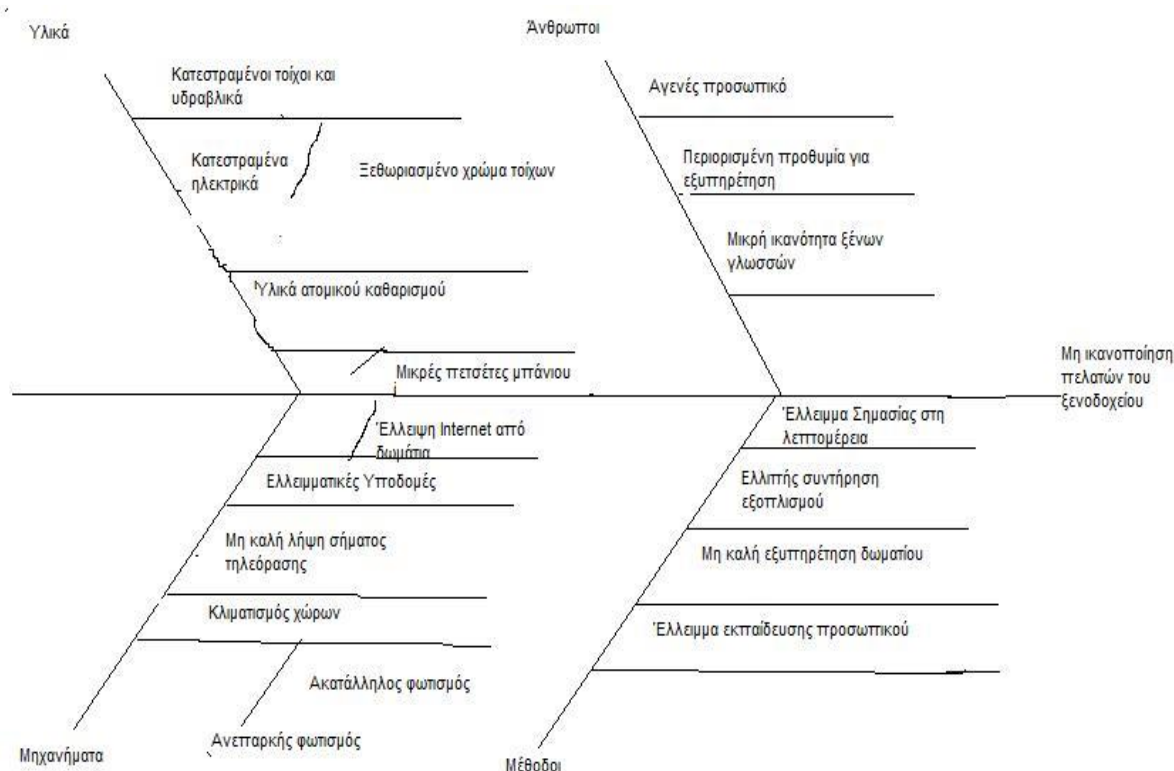 Υλικά
Άνθρωποι
Κατεστραμένοι τοίχοι και
υδραβλικά
Αγενές προσωπικό
Κατεστραμένα
ηλεκτρικά
Ξεθωριασμένο χρώμα τοίχων
Περιορισμένη προθυμία για
εξυπηρέτηση
Μικρή ικανότητα ξένων
γλωσσών
Υλικά ατομικού καθαρισμού
Μικρές πετσέτες μπάνιου
Μη ικανοποίηση
πελατών του
ξενοδοχείου
Έλλειψη Internet από
δωμάτια
Έλλειμμα Σημασίας στη
λεπτομέρεια
Ελλειμματικές Υποδομές
Ελλιπής συντήρηση
εξοπλισμού
Μη καλή λήψη σήματος
τηλεόρασης
Μη καλή εξυπηρέτηση δωματίου
Κλιματισμός χώρων
Έλλειμμα εκπαίδευσης προσωπικού
Ακατάλληλος φωτισμός
Ανεπαρκής φωτισμός
Μηχανήματα
Μέθοδοι